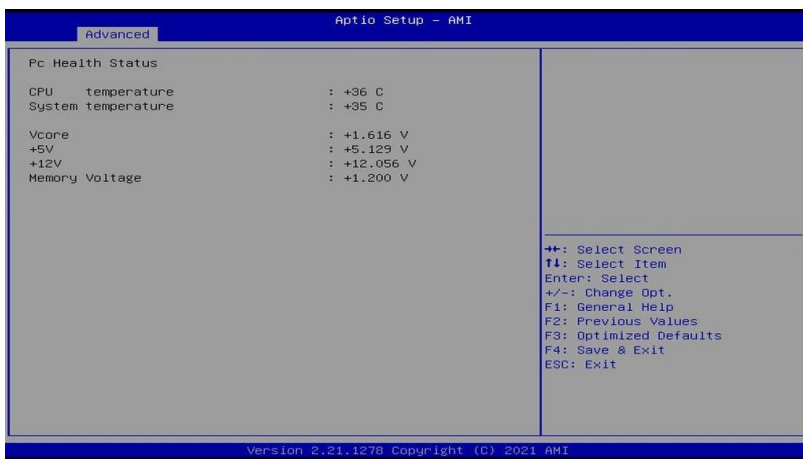 Aptio Setup – AMI
Advanced
Pc Health Status
CPU temperature : +36 C
System temperature : +35 C
Vcore : +1.616 V
+5V : +5.129 V
+12V : +12.056 V
Memory Voltage : +1.200 V
→←: Select Screen
↑↓: Select Item
Enter: Select
+/-: Change Opt.
F1: General Help
F2: Previous Values
F3: Optimized Defaults
F4: Save & Exit
ESC: Exit
Version 2.21.1278 Copyright (C) 2021 AMI